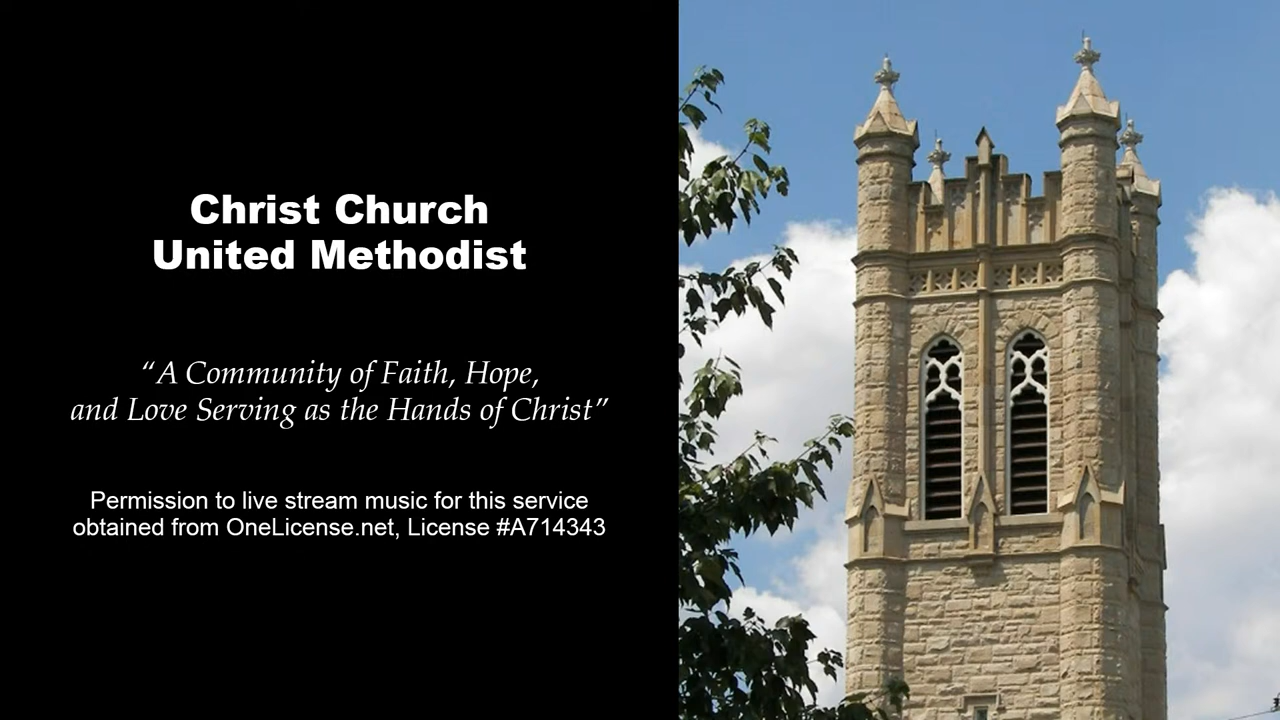 Christ Church
United Methodist
“A Community of Faith, Hope,
and Love Serving as the Hands of Christ”
Permission to live stream music for this service
obtained from OneLicense.net, License #A714343